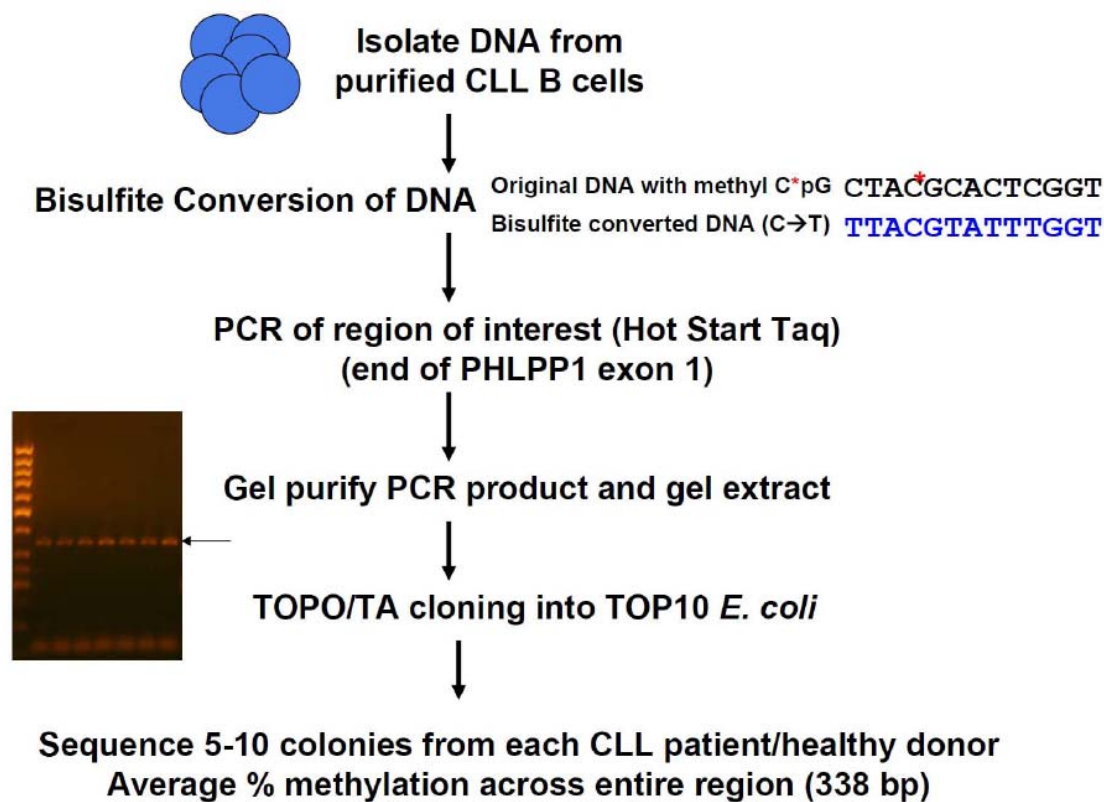 Isolate DNA from
purified CLL B cells
Bisulfite Conversion of DNA
Original DNA with methyl C*pG CTAC*GCACTCGGT
Bisulfite converted DNA (C→T) TTACGTATTTGGT
PCR of region of interest (Hot Start Taq)
(end of PHLPP1 exon 1)
Gel purify PCR product and gel extract
TOPO/TA cloning into TOP10 E. coli
Sequence 5-10 colonies from each CLL patient/healthy donor
Average % methylation across entire region (338 bp)